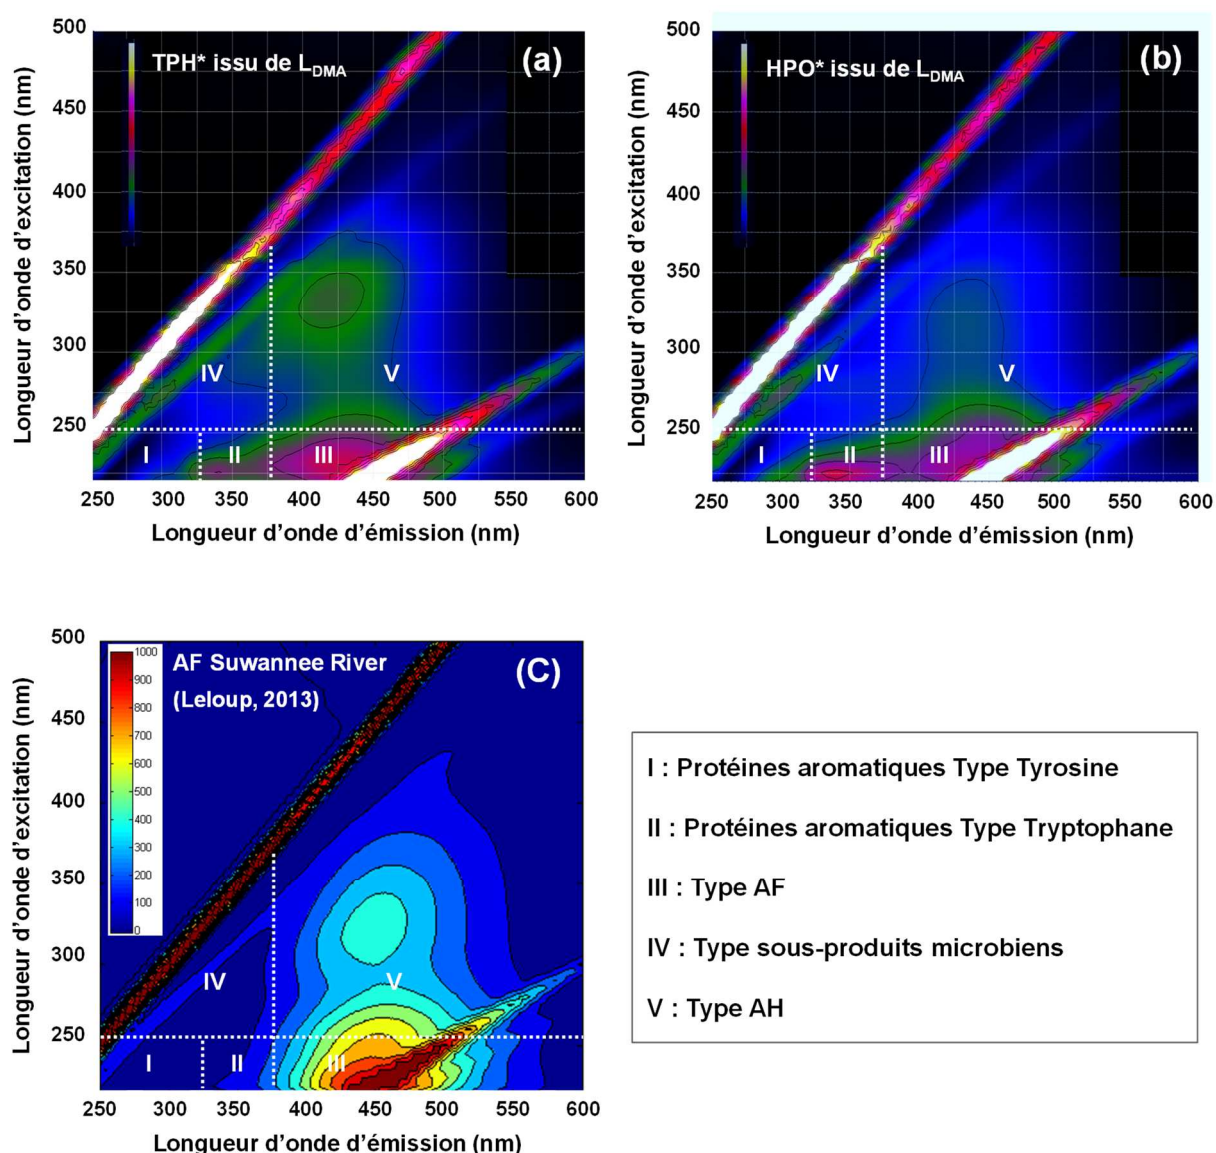 500
450
400
350
300
250
Longueur d'onde d'excitation (nm)
TPH* issu de LDMA
(a)
IV
V
I
II
III
250 300 350 400 450 500 550 600
Longueur d'onde d'émission (nm)
500
450
400
350
300
250
Longueur d'onde d'excitation (nm)
HPO* issu de LDMA
(b)
IV
V
I
II
III
250 300 350 400 450 500 550 600
Longueur d'onde d'émission (nm)
500
450
400
350
300
250
Longueur d'onde d'excitation (nm)
1000
900
800
700
600
500
400
300
200
100
0
AF Suwannee River
(Leloup, 2013)
(C)
IV
V
I
II
III
250 300 350 400 450 500 550 600
Longueur d'onde d'émission (nm)
I : Protéines aromatiques Type Tyrosine
II : Protéines aromatiques Type Tryptophane
III : Type AF
IV : Type sous-produits microbiens
V : Type AH